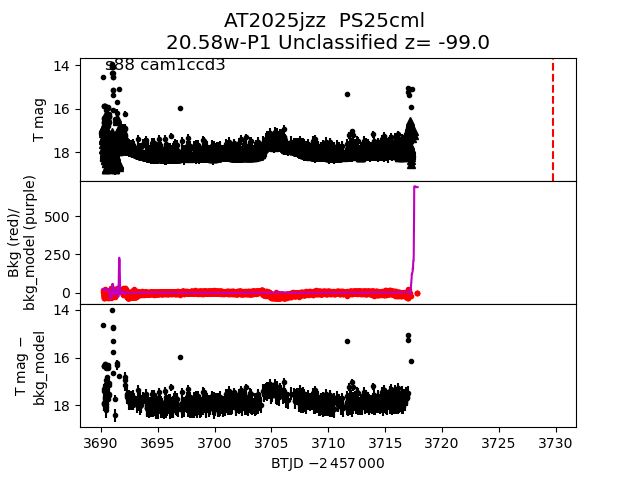 AT2025jzz  PS25cml
20.58w-P1 Unclassified z= -99.0
s88 cam1ccd3
T mag
14
16
18
Bkg (red)/
bkg_model (purple)
500
250
0
T mag −
bkg_model
14
16
18
3690 3695 3700 3705 3710 3715 3720 3725 3730
BTJD −2 457 000